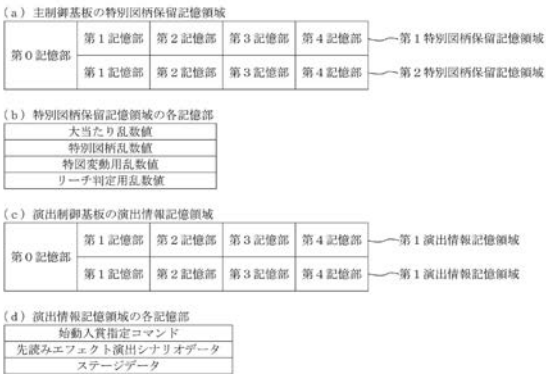 (a) 主制御基板の特別図柄保留記憶領域
第0記憶部
第1記憶部 第2記憶部 第3記憶部 第4記憶部 第1特別図柄保留記憶領域
第1記憶部 第2記憶部 第3記憶部 第4記憶部 第2特別図柄保留記憶領域
(b) 特別図柄保留記憶領域の各記憶部
大当たり乱数値
特別図柄乱数値
特図変動用乱数値
リーチ判定用乱数値
(c) 演出制御基板の演出情報記憶領域
第0記憶部
第1記憶部 第2記憶部 第3記憶部 第4記憶部 第1演出情報記憶領域
第1記憶部 第2記憶部 第3記憶部 第4記憶部 第1演出情報記憶領域
(d) 演出情報記憶領域の各記憶部
始動入賞指定コマンド
先読みエフェクト演出シナリオデータ
ステージデータ